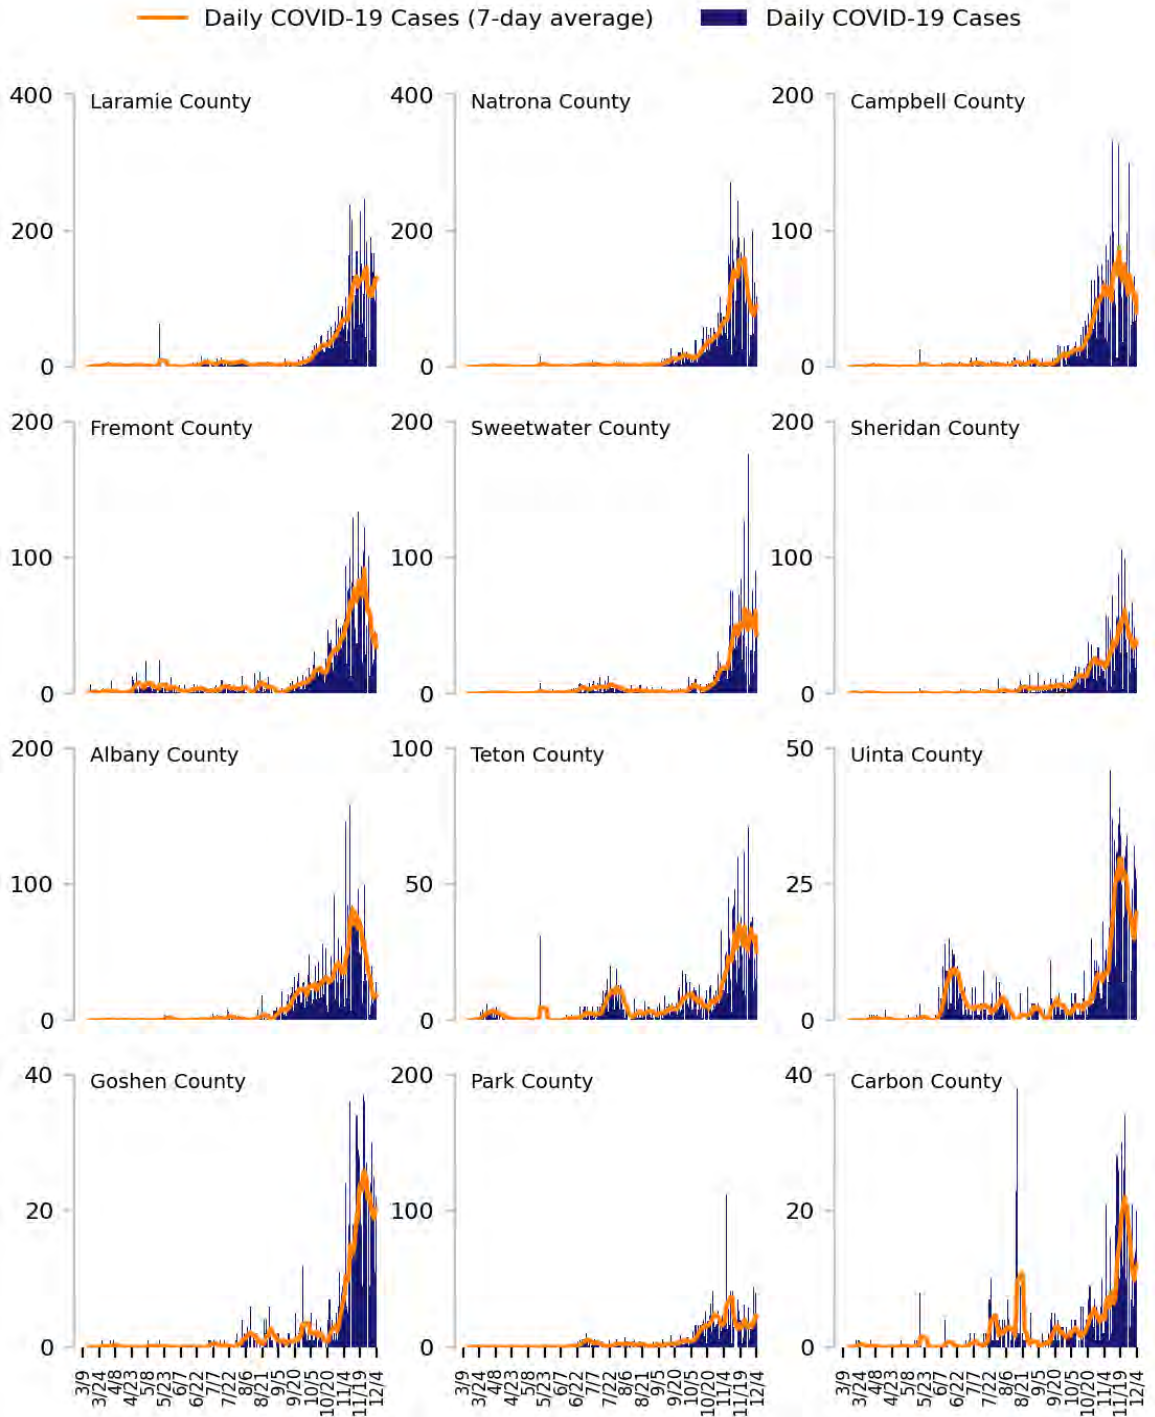 Daily COVID-19 Cases (7-day average) Daily COVID-19 Cases
400 Laramie County 400 Natrona County 200 Campbell County
200 200 100
0 0 0
200 Fremont County 200 Sweetwater County 200 Sheridan County
100 100 100
0 0 0
200 Albany County 100 Teton County 50 Uinta County
100 50 25
0 0 0
40 Goshen County 200 Park County 40 Carbon County
20 100 20
0 0 0
3/9 3/24 4/8 4/23 5/8 5/23 6/7 6/22 7/7 7/22 8/6 8/21 9/5 9/20 10/5 10/20 11/4 11/19 12/4 3/9 3/24 4/8 4/23 5/8 5/23 6/7 6/22 7/7 7/22 8/6 8/21 9/5 9/20 10/5 10/20 11/4 11/19 12/4 3/9 3/24 4/8 4/23 5/8 5/23 6/7 6/22 7/7 7/22 8/6 8/21 9/5 9/20 10/5 10/20 11/4 11/19 12/4